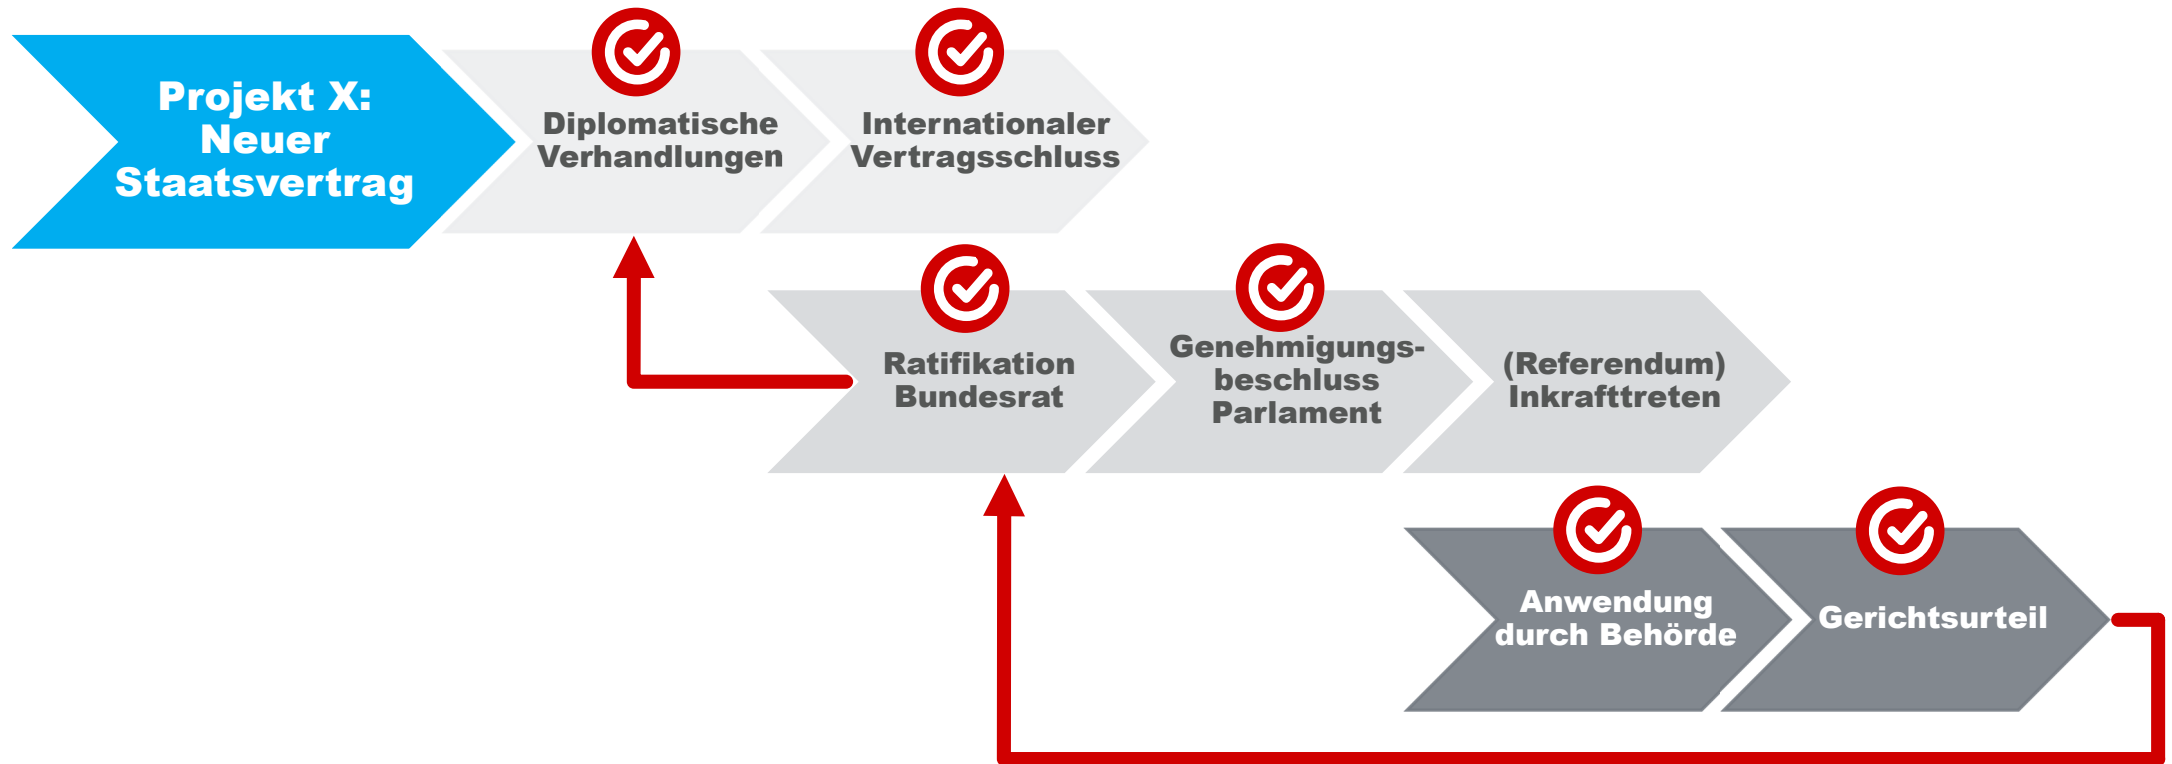 Projekt X:
Neuer
Staatsvertrag
Diplomatische
Verhandlungen
Internationaler
Vertragsschluss
Ratifikation
Bundesrat
Genehmigungs-
beschluss
Parlament
(Referendum)
Inkrafttreten
Anwendung
durch Behörde
Gerichtsurteil